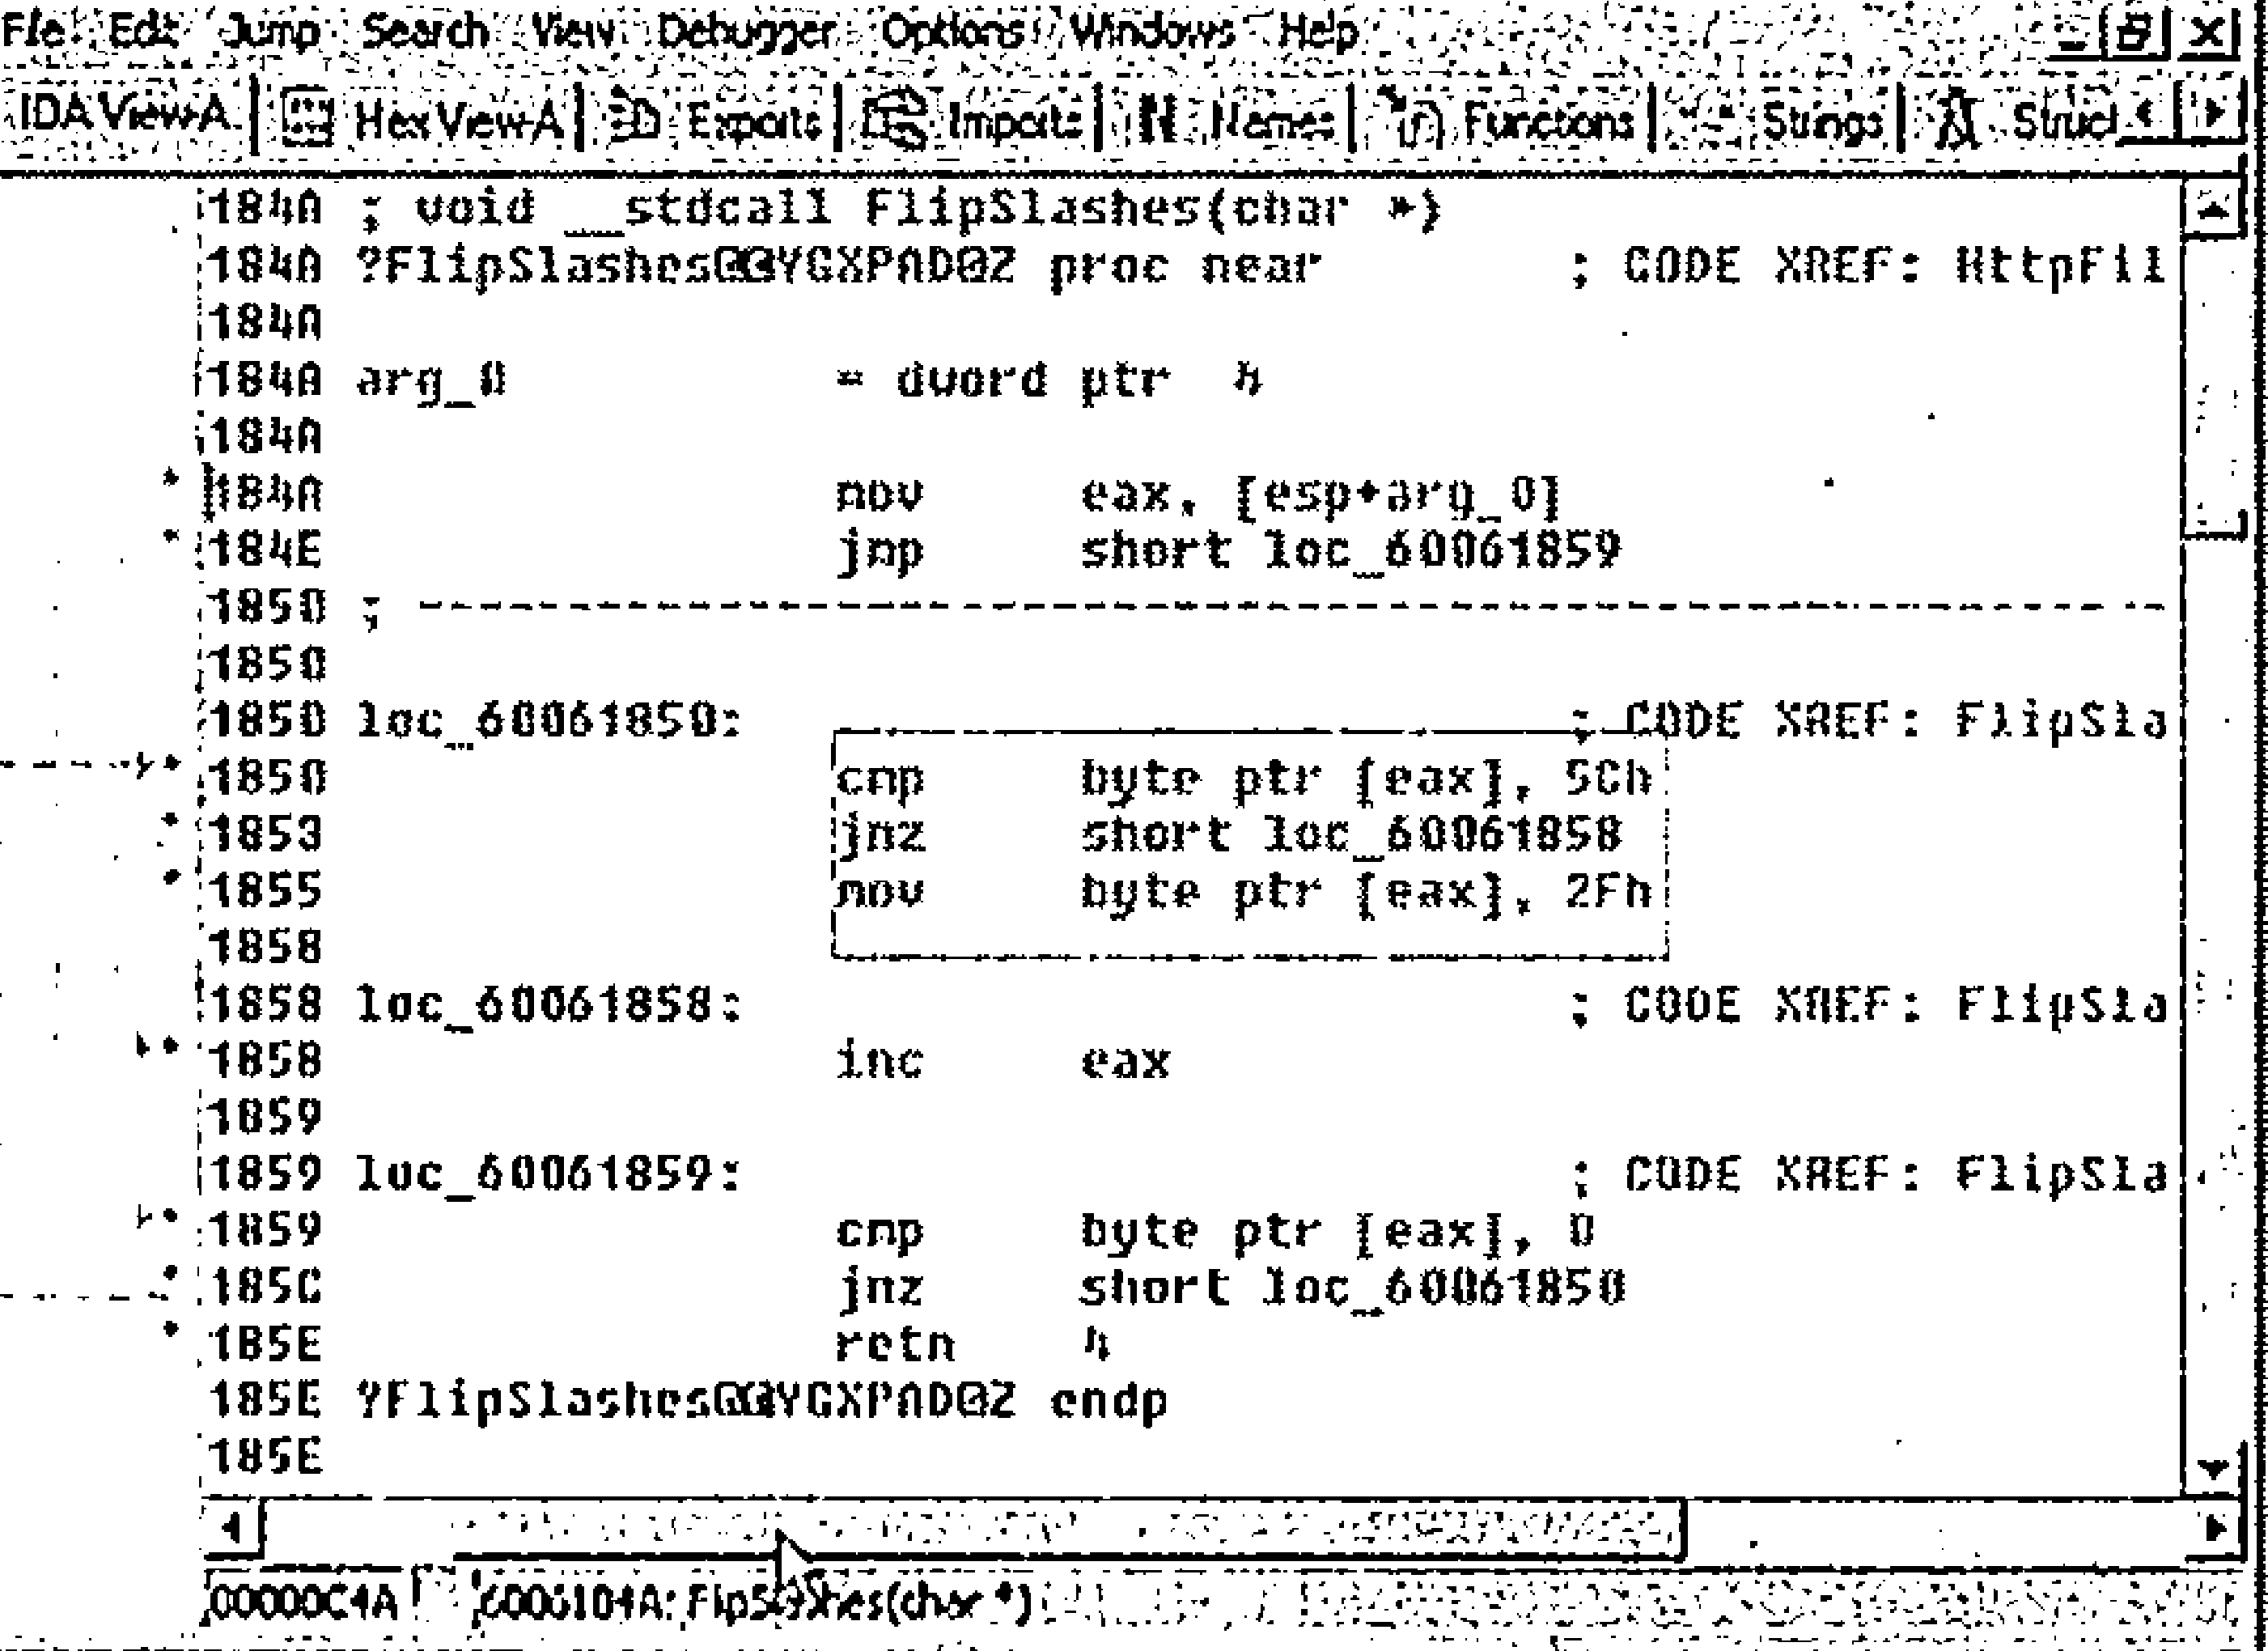 File Edit Jump Search View Debugger Options Windows Help
IDA View-A Hex View-A Exports Imports Names Functions Strings Struct
184A ; void __stdcall FlipSlashes(char *)
184A ?FlipSlashes@@YGXPAD@Z proc near ; CODE XREF: HttpFil
184A
184A arg_0 = dword ptr 4
184A
184A mov eax, [esp+arg_0]
184E jmp short loc_60061859
1850 ; ---------------------------------------------------------
1850
1850 loc_60061850: ; CODE XREF: FlipSla
1850 cmp byte ptr [eax], 5Ch
1853 jnz short loc_60061858
1855 mov byte ptr [eax], 2Fh
1858
1858 loc_60061858: ; CODE XREF: FlipSla
1858 inc eax
1859
1859 loc_60061859: ; CODE XREF: FlipSla
1859 cmp byte ptr [eax], 0
185C jnz short loc_60061850
185E retn 4
185E ?FlipSlashes@@YGXPAD@Z endp
185E
00000C4A 6006184A: FlipSlashes(char *)